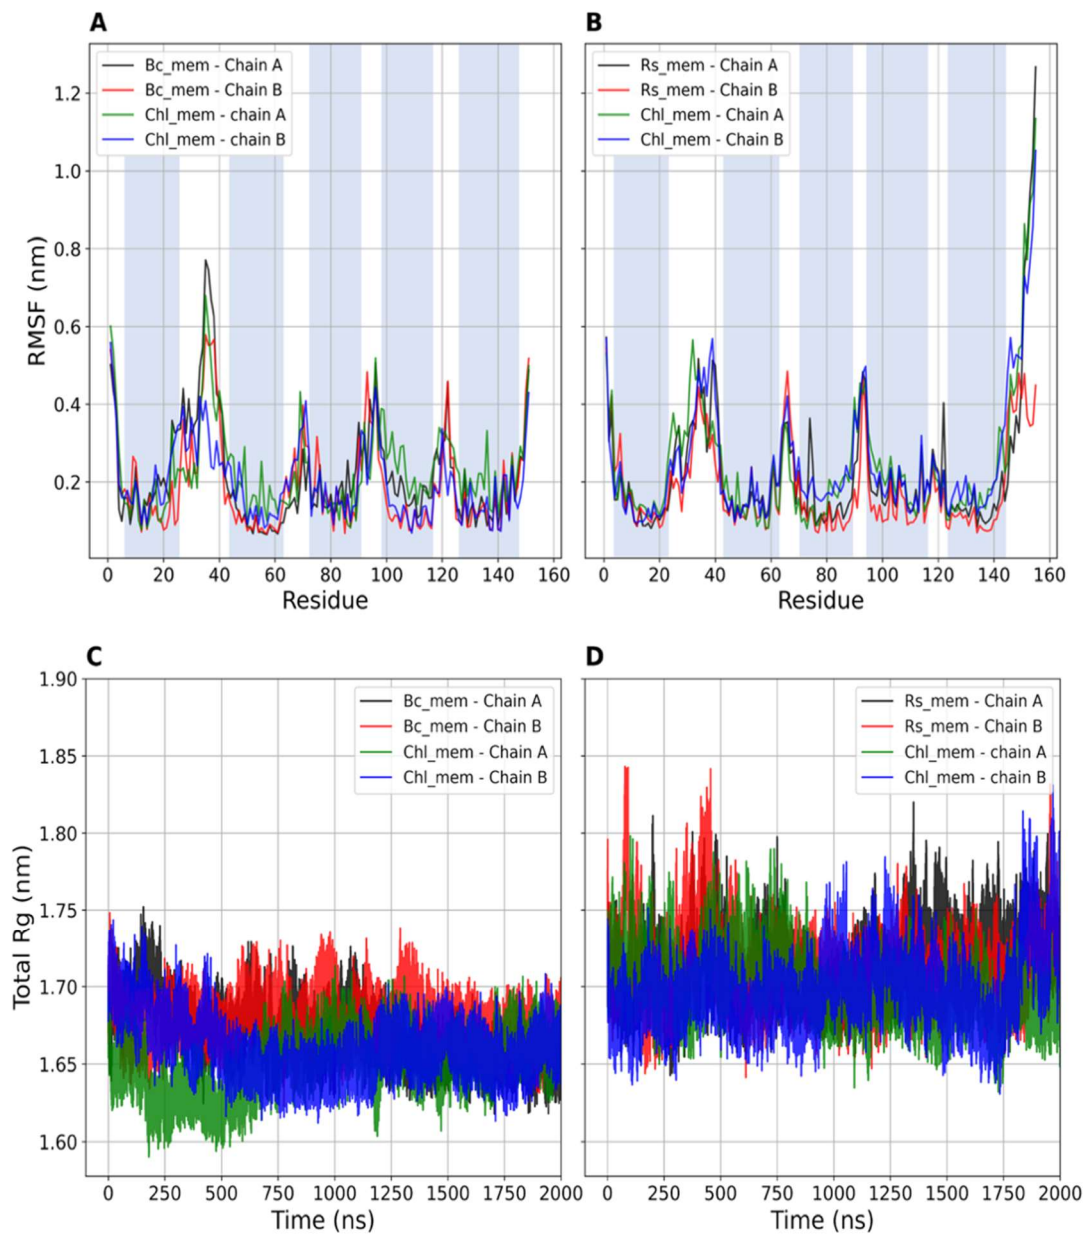 A
B
Bc_mem - Chain A
Bc_mem - Chain B
Chl_mem - chain A
Chl_mem - chain B
Rs_mem - Chain A
Rs_mem - Chain B
Chl_mem - Chain A
Chl_mem - Chain B
RMSF (nm)
1.2
1.0
0.8
0.6
0.4
0.2
0 20 40 60 80 100 120 140 160
0 20 40 60 80 100 120 140 160
Residue
Residue
C
D
Bc_mem - Chain A
Bc_mem - Chain B
Chl_mem - Chain A
Chl_mem - Chain B
Rs_mem - Chain A
Rs_mem - Chain B
Chl_mem - chain A
Chl_mem - chain B
Total Rg (nm)
1.90
1.85
1.80
1.75
1.70
1.65
1.60
0 250 500 750 1000 1250 1500 1750 2000
0 250 500 750 1000 1250 1500 1750 2000
Time (ns)
Time (ns)